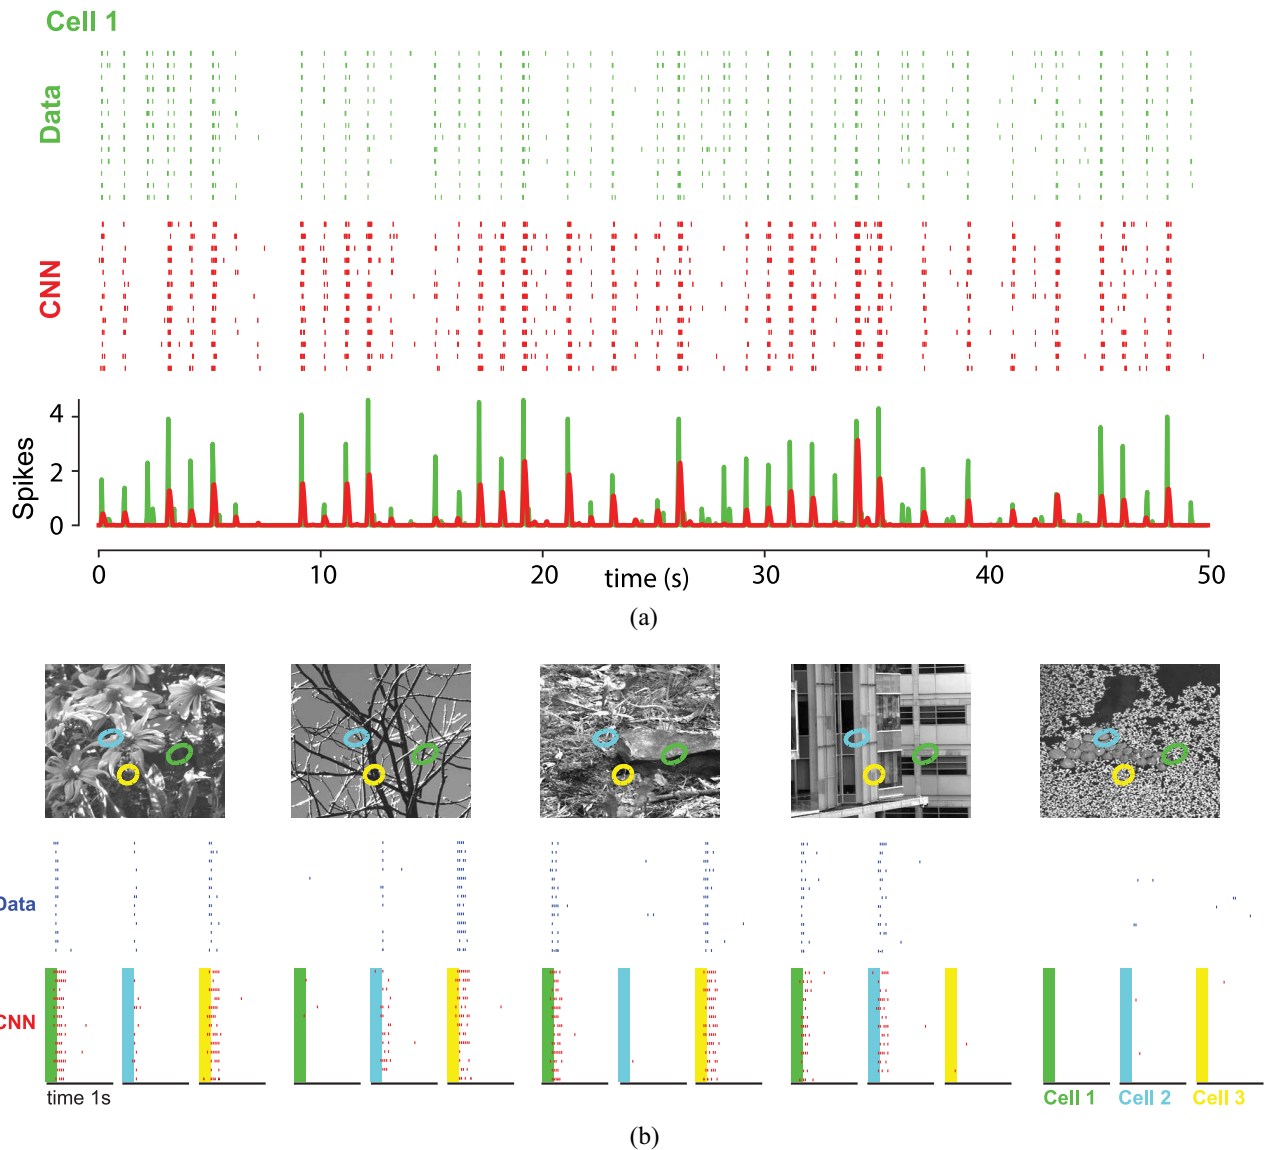 Cell 1
Data
CNN
Spikes
4
2
0
0 10 20 30 40 50
time (s)
(a)
Data
CNN
time 1s
Cell 1 Cell 2 Cell 3
(b)